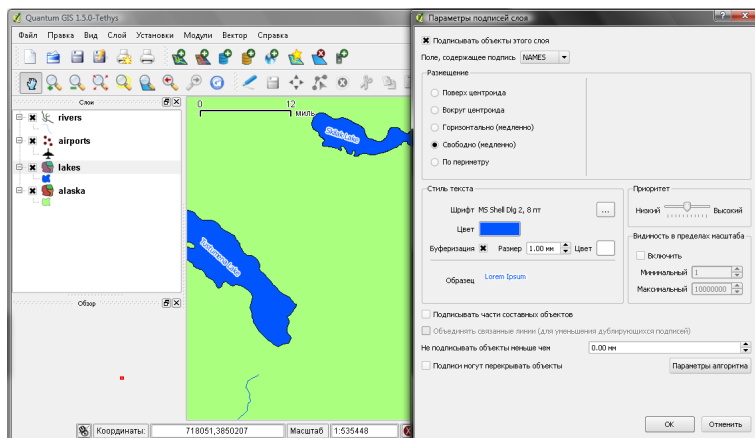 Quantum GIS 1.5.0-Tethys
Файл Правка Вид Слой Установки Модули Вектор Справка
Слои
rivers
airports
lakes
alaska
Обзор
0 12
миль
Tustumena Lake
Координаты: 718051,3850207 Масштаб 1:535448
Параметры подписей слоя
Подписывать объекты этого слоя
Поле, содержащее подпись NAMES
Размещение
Поверх центроида
Вокруг центроида
Горизонтально (медленно)
Свободно (медленно)
По периметру
Стиль текста
Шрифт MS Shell Dlg 2, 8 пт ...
Цвет
Буферизация Размер 1.00 мм Цвет
Образец Lorem Ipsum
Приоритет
Низкий Высокий
Видимость в пределах масштаба
Включить
Минимальный 1
Максимальный 10000000
Подписывать части составных объектов
Объединять связанные линии (для уменьшения дублирующихся подписей)
Не подписывать объекты меньше чем 0.00 мм
Подписи могут перекрывать объекты Параметры алгоритма
OK Отменить